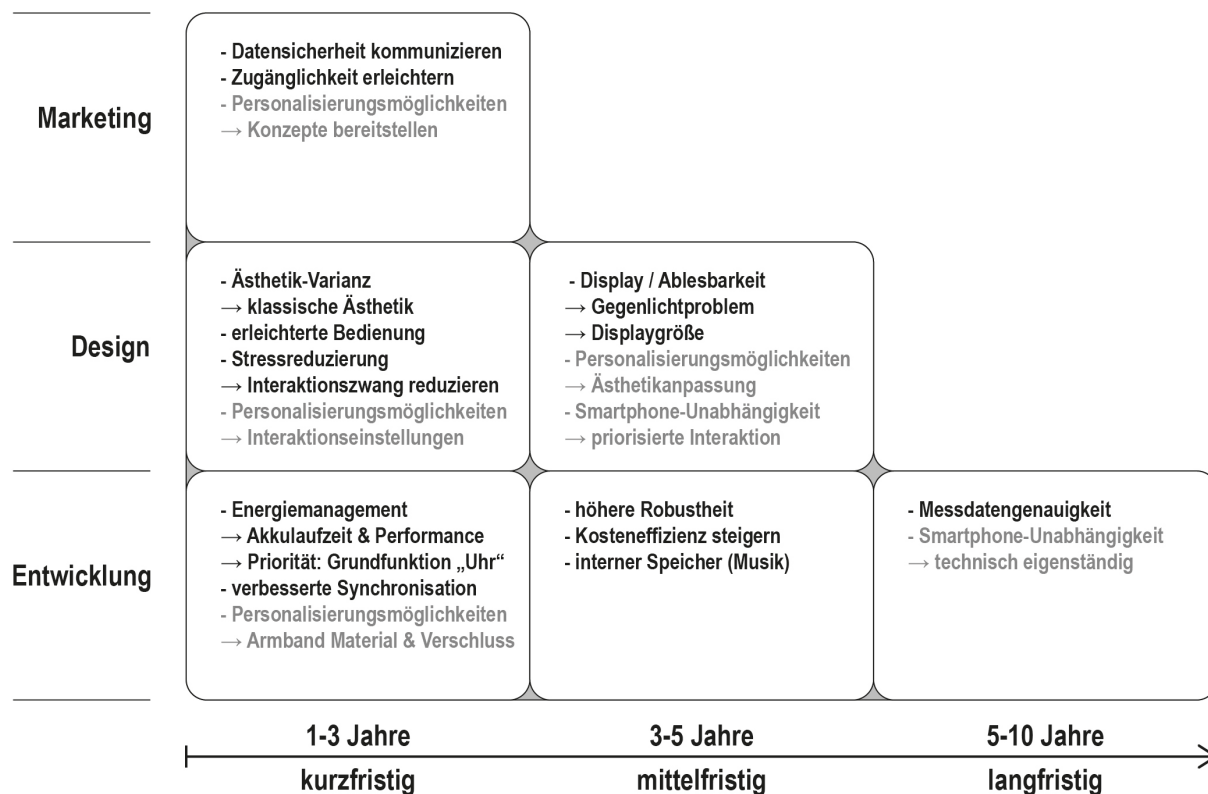 Marketing
- Datensicherheit kommunizieren
- Zugänglichkeit erleichtern
- Personalisierungsmöglichkeiten
→ Konzepte bereitstellen
Design
- Ästhetik-Varianz
→ klassische Ästhetik
- erleichterte Bedienung
- Stressreduzierung
→ Interaktionszwang reduzieren
- Personalisierungsmöglichkeiten
→ Interaktionseinstellungen
- Display / Ablesbarkeit
→ Gegenlichtproblem
→ Displaygröße
- Personalisierungsmöglichkeiten
→ Ästhetikanpassung
- Smartphone-Unabhängigkeit
→ priorisierte Interaktion
Entwicklung
- Energiemanagement
→ Akkulaufzeit & Performance
→ Priorität: Grundfunktion „Uhr“
- verbesserte Synchronisation
- Personalisierungsmöglichkeiten
→ Armband Material & Verschluss
- höhere Robustheit
- Kosteneffizienz steigern
- interner Speicher (Musik)
- Messdatengenauigkeit
- Smartphone-Unabhängigkeit
→ technisch eigenständig
1-3 Jahre
3-5 Jahre
5-10 Jahre
kurzfristig
mittelfristig
langfristig